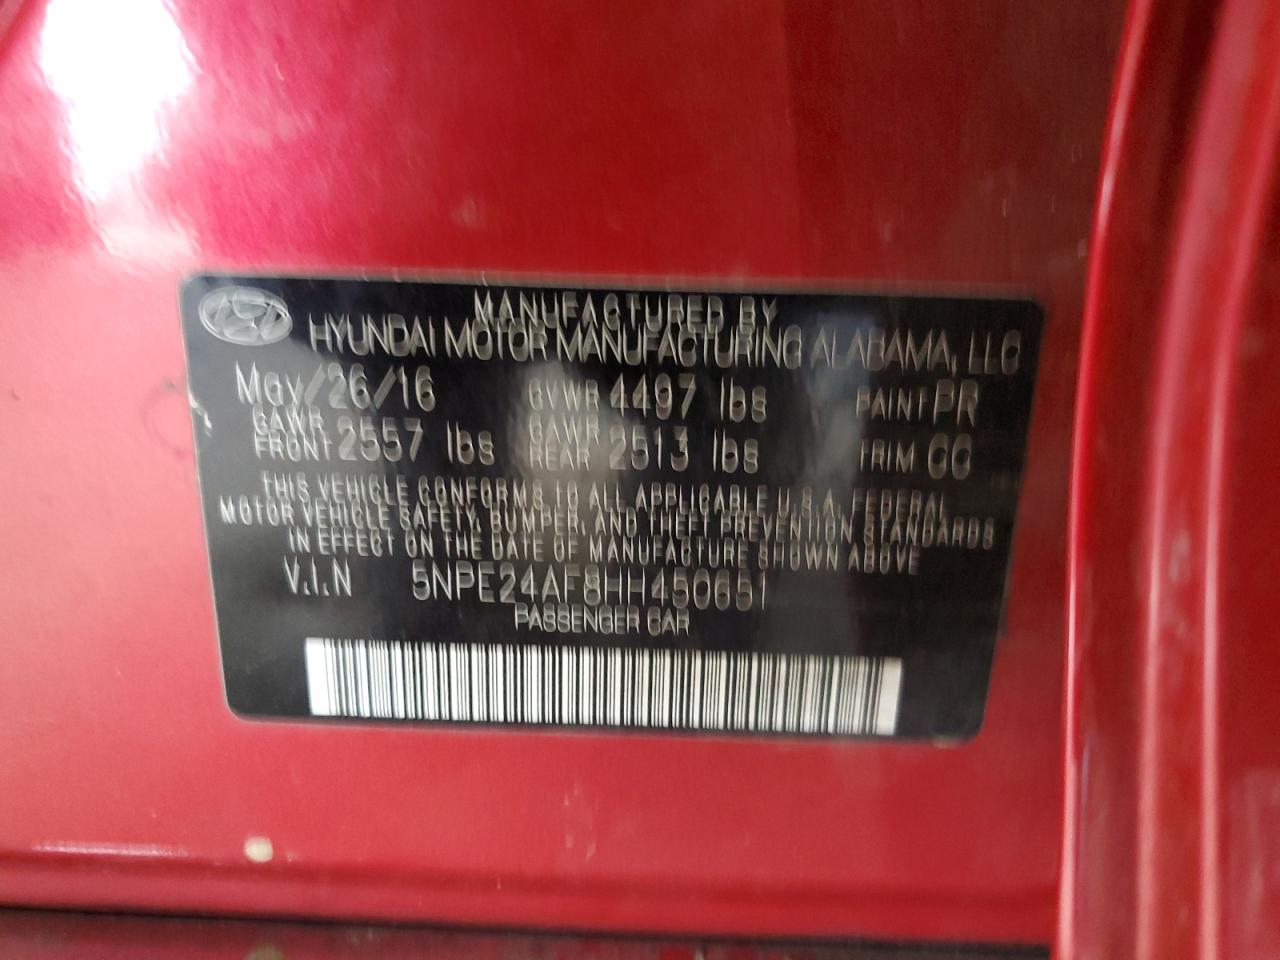 MANUFACTURED BY
HYUNDAI MOTOR MANUFACTURING ALABAMA, LLC
May/26/16 GVWR 4497 lbs PAINT PR
GAWR FRONT 2557 lbs GAWR REAR 2513 lbs TRIM
THIS VEHICLE CONFORMS TO ALL APPLICABLE U.S.A. FEDERAL
MOTOR VEHICLE SAFETY, BUMPER, AND THEFT PREVENTION STANDARDS
IN EFFECT ON THE DATE OF MANUFACTURE SHOWN ABOVE
V.I.N 5NPE24AF8HH450651
PASSENGER CAR